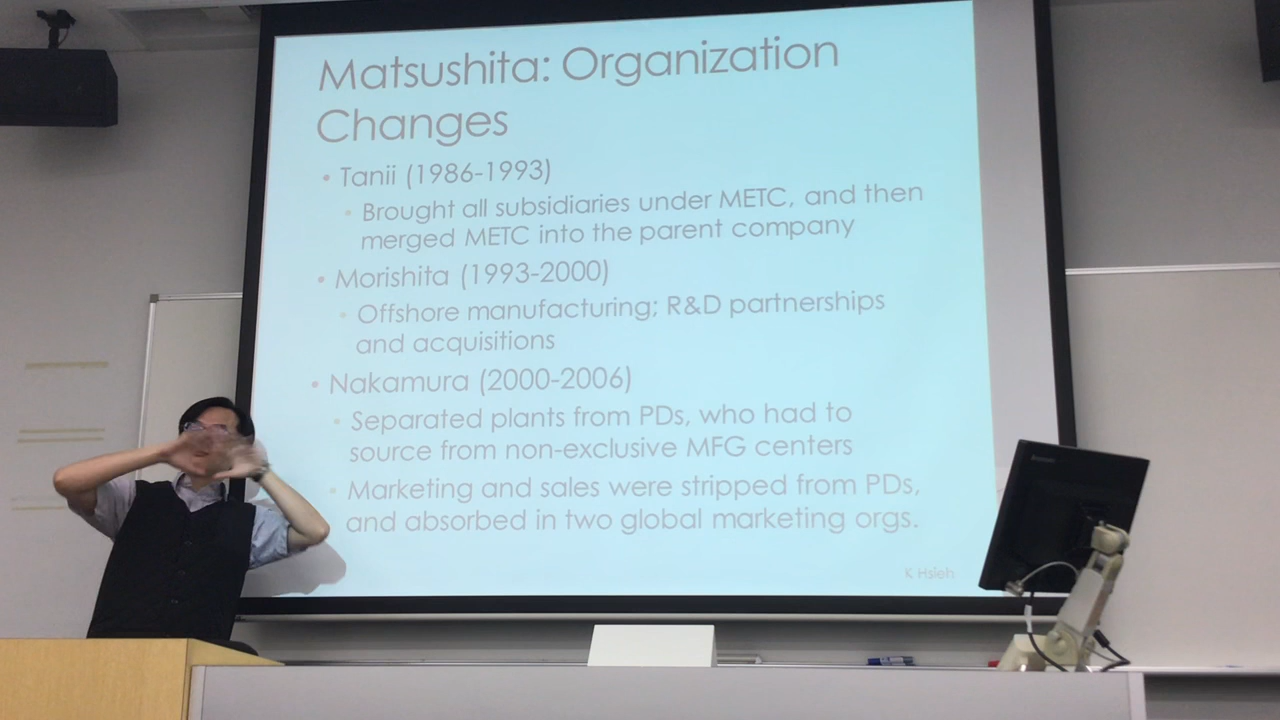 Matsushita: Organization
Changes
• Tanii (1986-1993)
• Brought all subsidiaries under METC, and then
merged METC into the parent company
• Morishita (1993-2000)
• Offshore manufacturing; R&D partnerships
and acquisitions
• Nakamura (2000-2006)
• Separated plants from PDs, who had to
source from non-exclusive MFG centers
• Marketing and sales were stripped from PDs,
and absorbed in two global marketing orgs.
K Hsieh